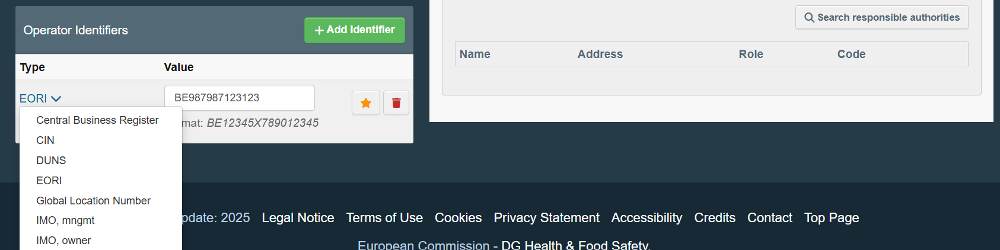 Operator Identifiers
Add Identifier
Type Value
EORI
BE987987123123
mat: BE12345X789012345
Central Business Register
CIN
DUNS
EORI
Global Location Number
IMO, mngmt
IMO, owner
Search responsible authorities
Name Address Role Code
pdate: 2025 Legal Notice Terms of Use Cookies Privacy Statement Accessibility Credits Contact Top Page
European Commission - DG Health & Food Safety.